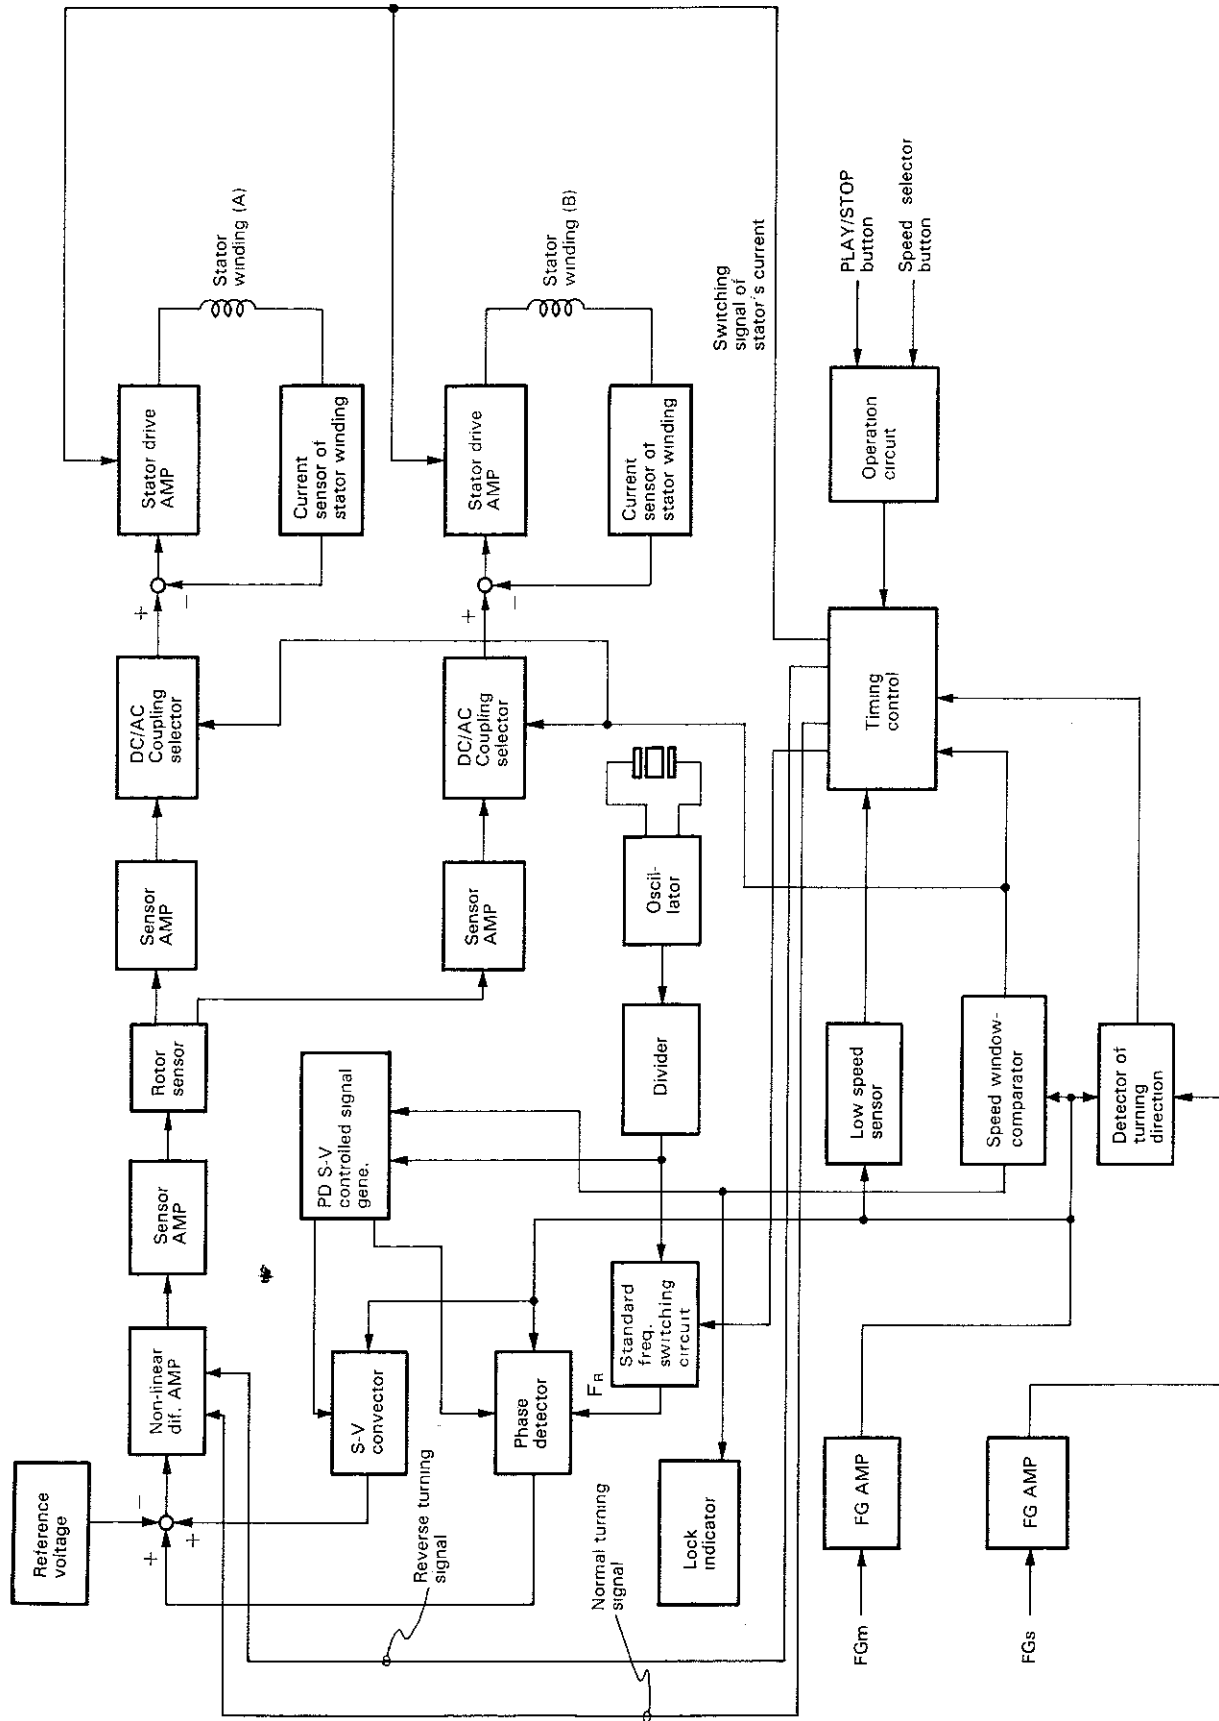 Reference
voltage
Non-linear
dif. AMP
Sensor
AMP
Rotor
sensor
Sensor
AMP
DC/AC
Coupling
selector
Stator drive
AMP
Stator
winding (A)
Current
sensor of
stator winding
S-V
convector
PD S-V
controlled signal
gene.
Sensor
AMP
DC/AC
Coupling
selector
Stator drive
AMP
Stator
winding (B)
Current
sensor of
stator winding
Phase
detector
FR
Standard
freq.
switching
circuit
Divider
Oscil-
lator
Reverse turning
signal
Normal turning
signal
Lock
indicator
Switching
signal of
stator's current
FGm
FG AMP
Low speed
sensor
Timing
control
Operation
circuit
PLAY/STOP
button
Speed selector
button
FGs
FG AMP
Speed window-
comparator
Detector of
turning
direction
+
+
−
+
−
+
−